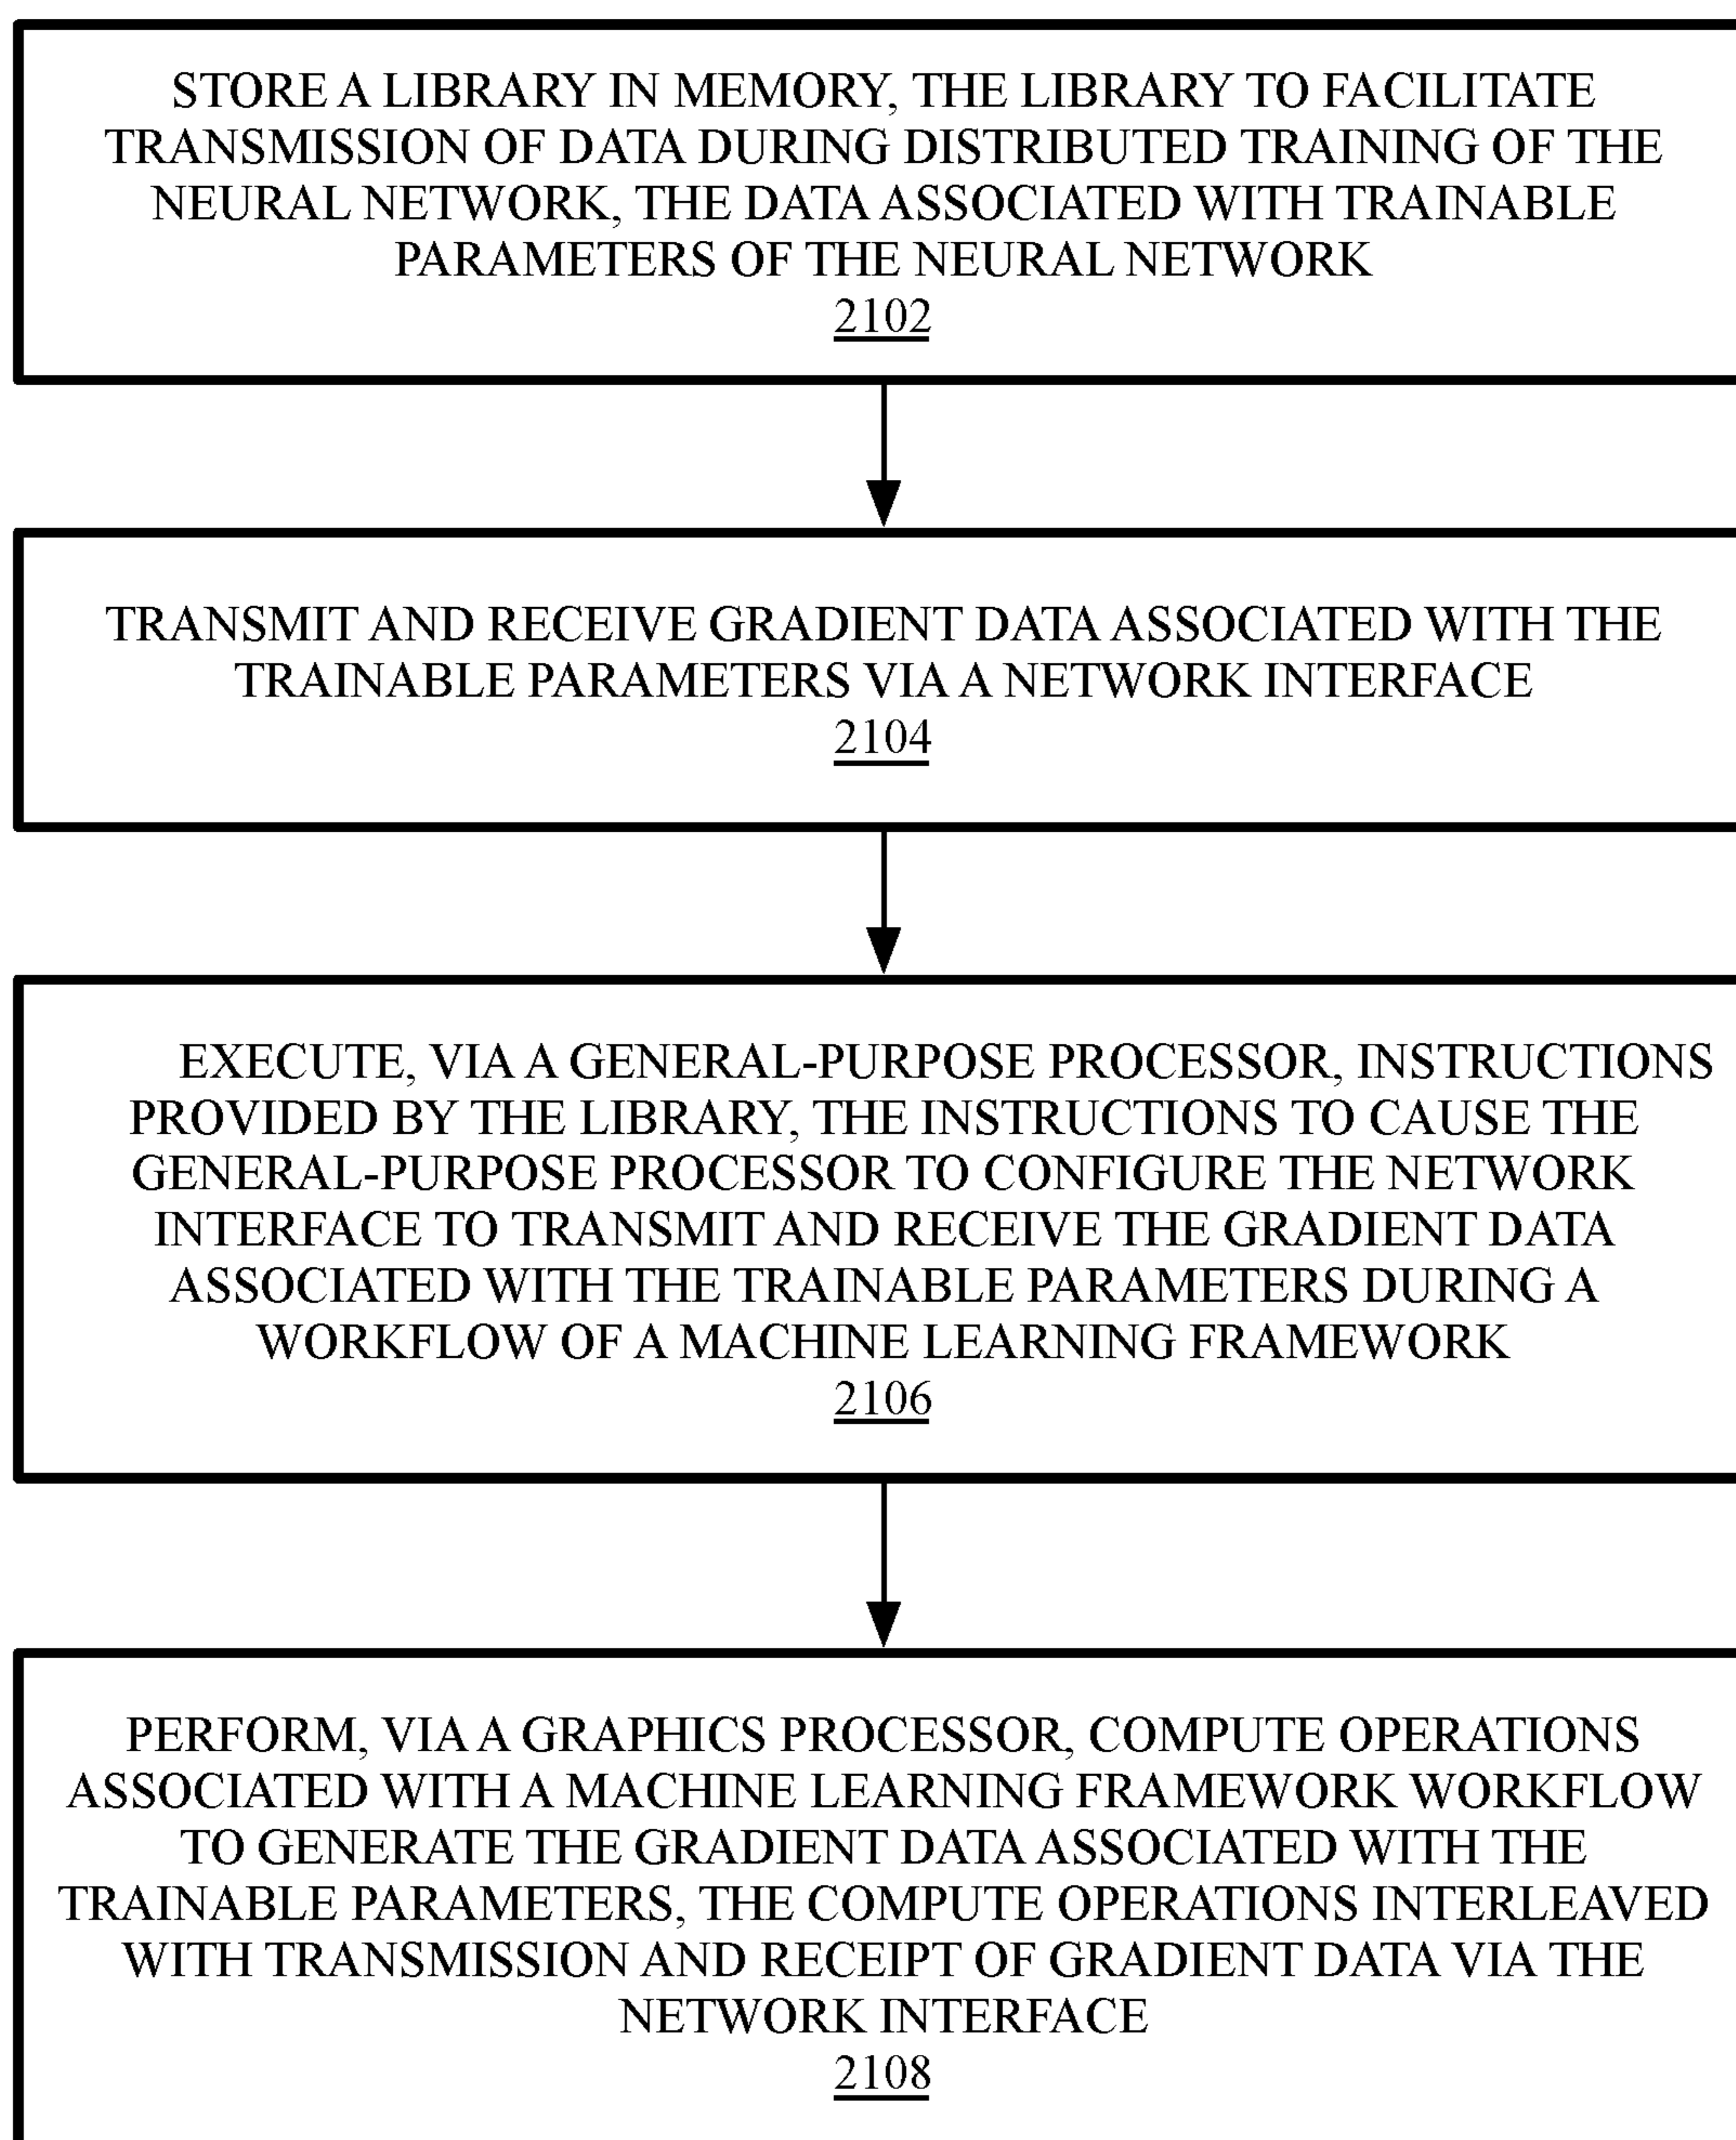 STORE A LIBRARY IN MEMORY, THE LIBRARY TO FACILITATE
TRANSMISSION OF DATA DURING DISTRIBUTED TRAINING OF THE
NEURAL NETWORK, THE DATA ASSOCIATED WITH TRAINABLE
PARAMETERS OF THE NEURAL NETWORK
2102
TRANSMIT AND RECEIVE GRADIENT DATA ASSOCIATED WITH THE
TRAINABLE PARAMETERS VIA A NETWORK INTERFACE
2104
EXECUTE, VIA A GENERAL-PURPOSE PROCESSOR, INSTRUCTIONS
PROVIDED BY THE LIBRARY, THE INSTRUCTIONS TO CAUSE THE
GENERAL-PURPOSE PROCESSOR TO CONFIGURE THE NETWORK
INTERFACE TO TRANSMIT AND RECEIVE THE GRADIENT DATA
ASSOCIATED WITH THE TRAINABLE PARAMETERS DURING A
WORKFLOW OF A MACHINE LEARNING FRAMEWORK
2106
PERFORM, VIA A GRAPHICS PROCESSOR, COMPUTE OPERATIONS
ASSOCIATED WITH A MACHINE LEARNING FRAMEWORK WORKFLOW
TO GENERATE THE GRADIENT DATA ASSOCIATED WITH THE
TRAINABLE PARAMETERS, THE COMPUTE OPERATIONS INTERLEAVED
WITH TRANSMISSION AND RECEIPT OF GRADIENT DATA VIA THE
NETWORK INTERFACE
2108